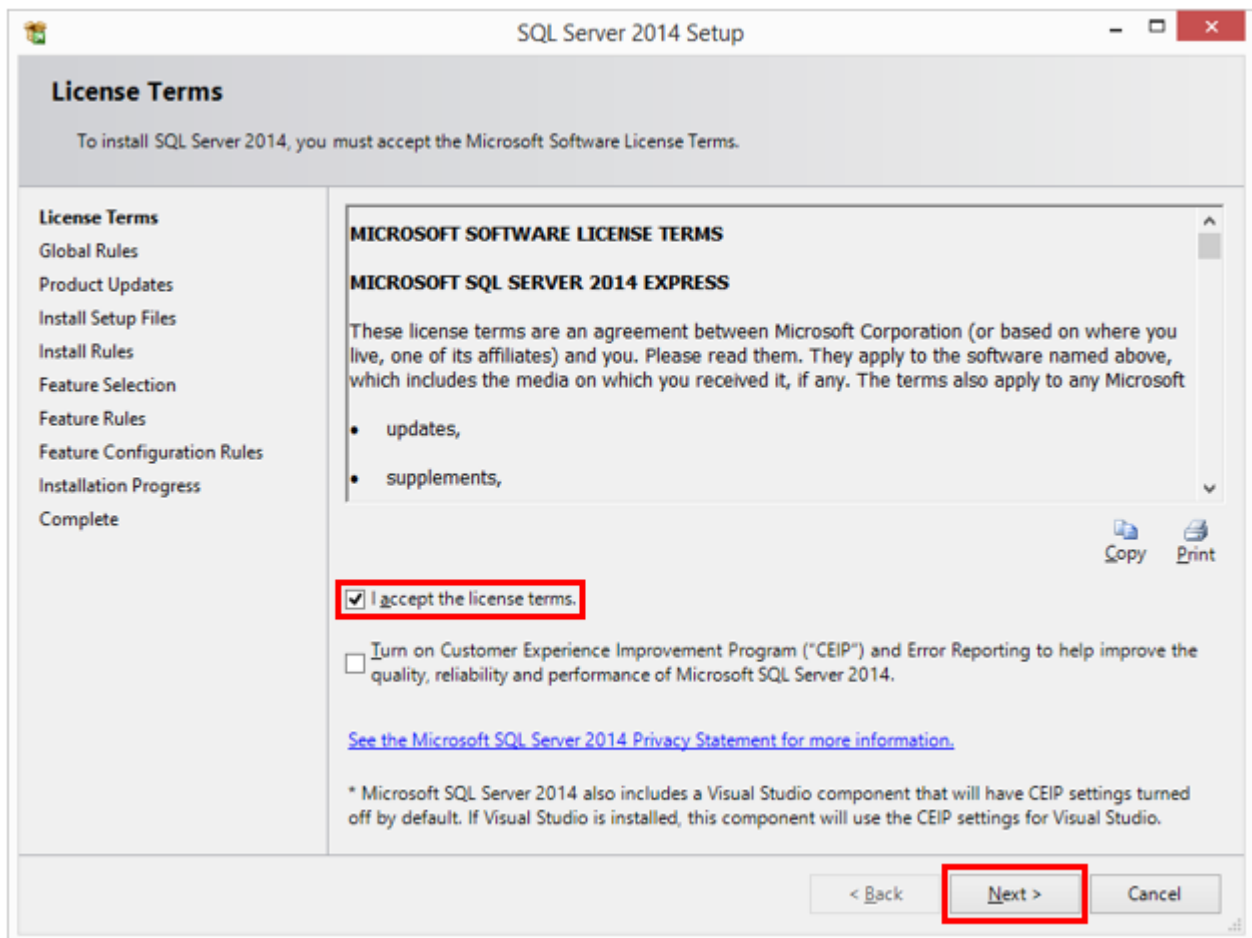 SQL Server 2014 Setup
License Terms
To install SQL Server 2014, you must accept the Microsoft Software License Terms.
License Terms
Global Rules
Product Updates
Install Setup Files
Install Rules
Feature Selection
Feature Rules
Feature Configuration Rules
Installation Progress
Complete
MICROSOFT SOFTWARE LICENSE TERMS
MICROSOFT SQL SERVER 2014 EXPRESS
These license terms are an agreement between Microsoft Corporation (or based on where you
live, one of its affiliates) and you. Please read them. They apply to the software named above,
which includes the media on which you received it, if any. The terms also apply to any Microsoft
• updates,
• supplements,
Copy Print
I accept the license terms.
Turn on Customer Experience Improvement Program ("CEIP") and Error Reporting to help improve the
quality, reliability and performance of Microsoft SQL Server 2014.
See the Microsoft SQL Server 2014 Privacy Statement for more information.
* Microsoft SQL Server 2014 also includes a Visual Studio component that will have CEIP settings turned
off by default. If Visual Studio is installed, this component will use the CEIP settings for Visual Studio.
< Back Next > Cancel